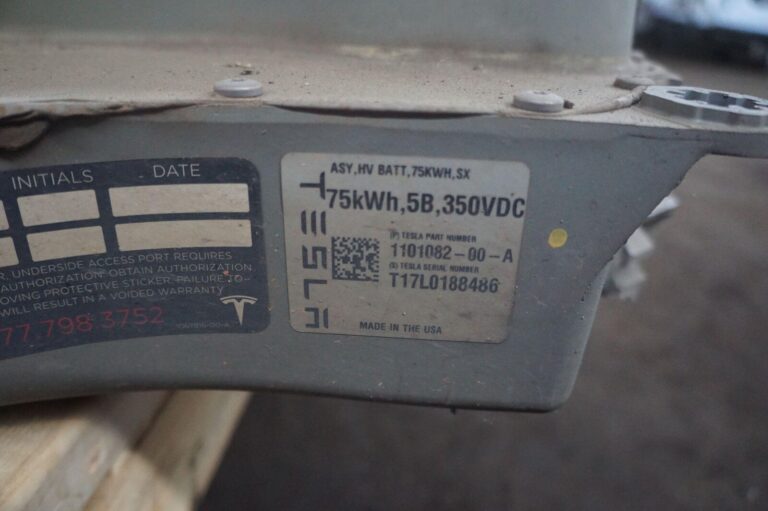 INITIALS DATE
R. UNDERSIDE ACCESS PORT REQUIRES
AUTHORIZATION. OBTAIN AUTHORIZATION
OVING PROTECTIVE STICKER. FAILURE TO
WILL RESULT IN A VOIDED WARRANTY
77.798.3752
TESLA
ASY,HV BATT,75KWH,SX
75kWh,5B,350VDC
(P) TESLA PART NUMBER
1101082-00-A
(S) TESLA SERIAL NUMBER
T17L0188486
MADE IN THE USA